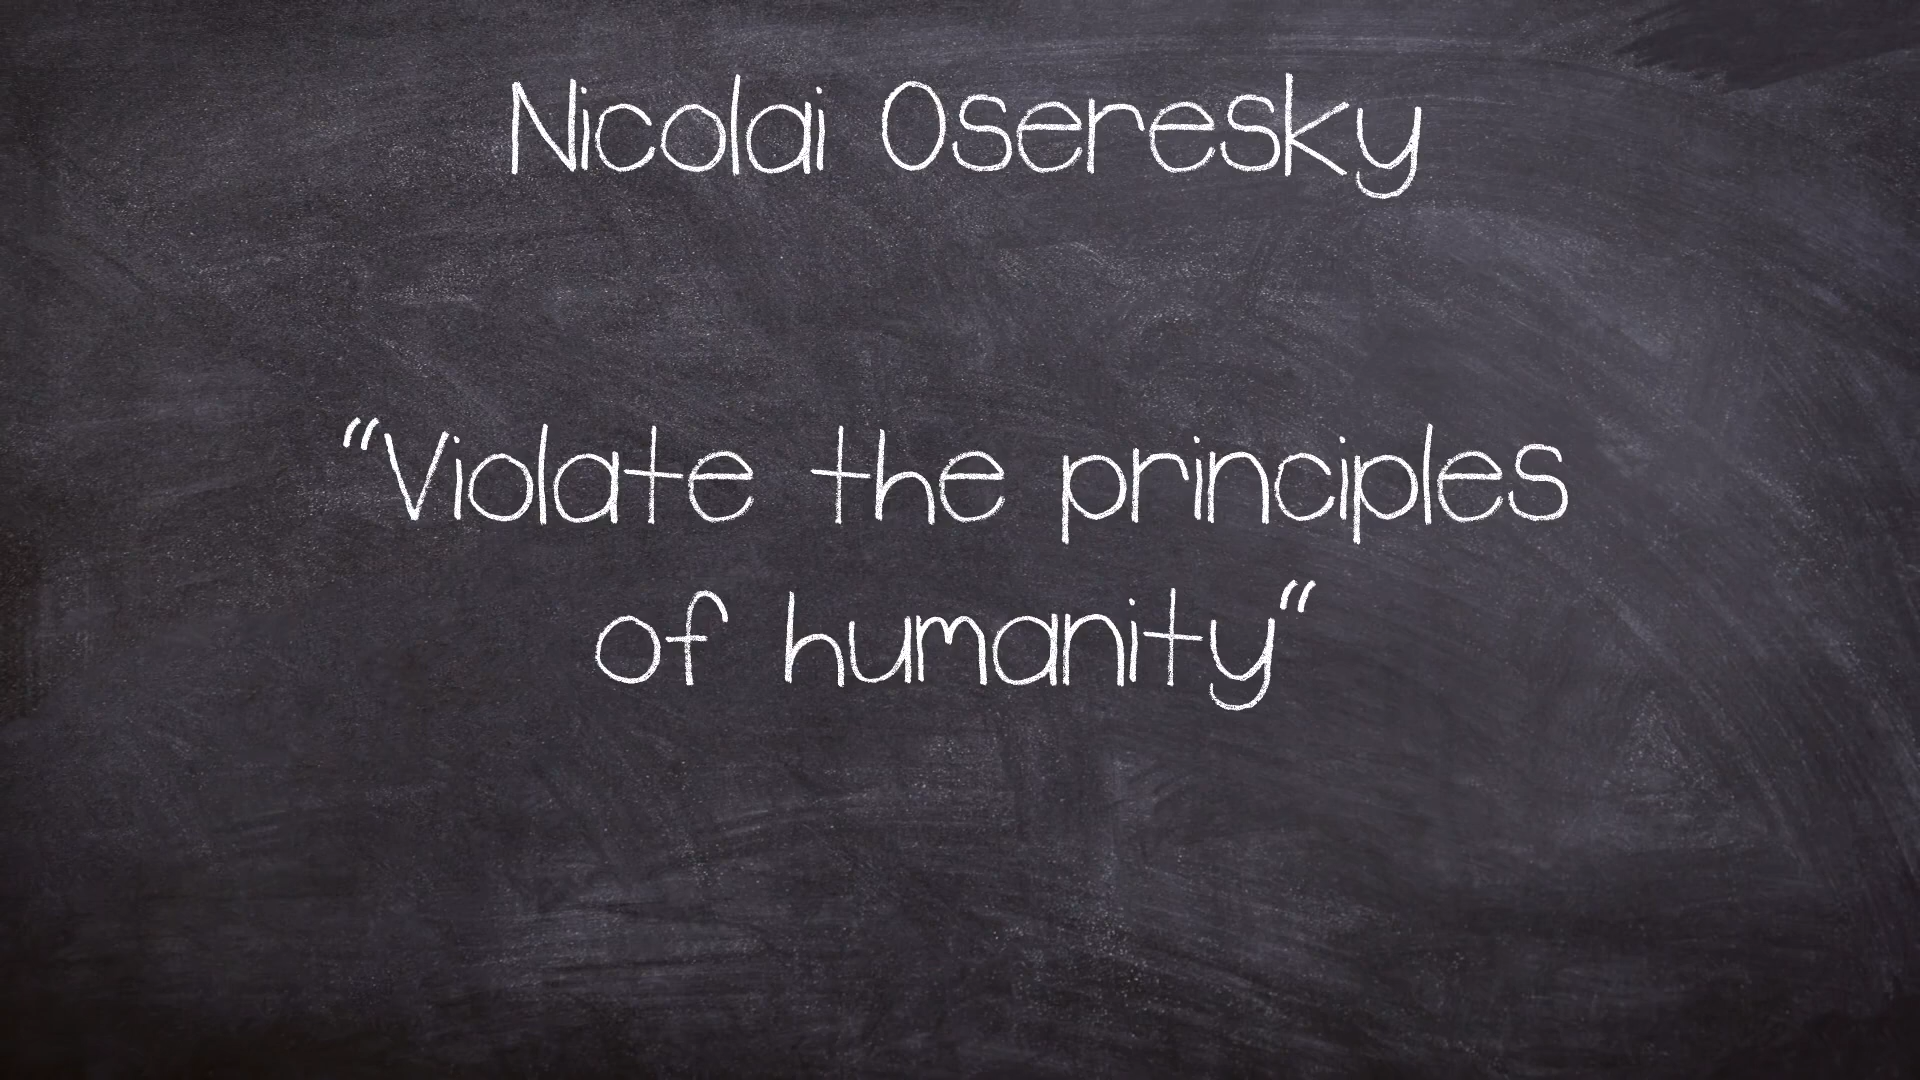 Nicolai Oseresky
“Violate the principles
of humanity“